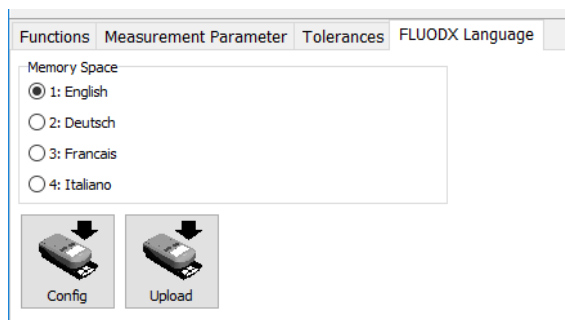 Functions Measurement Parameter Tolerances FLUODX Language
Memory Space
1: English
2: Deutsch
3: Francais
4: Italiano
Config Upload